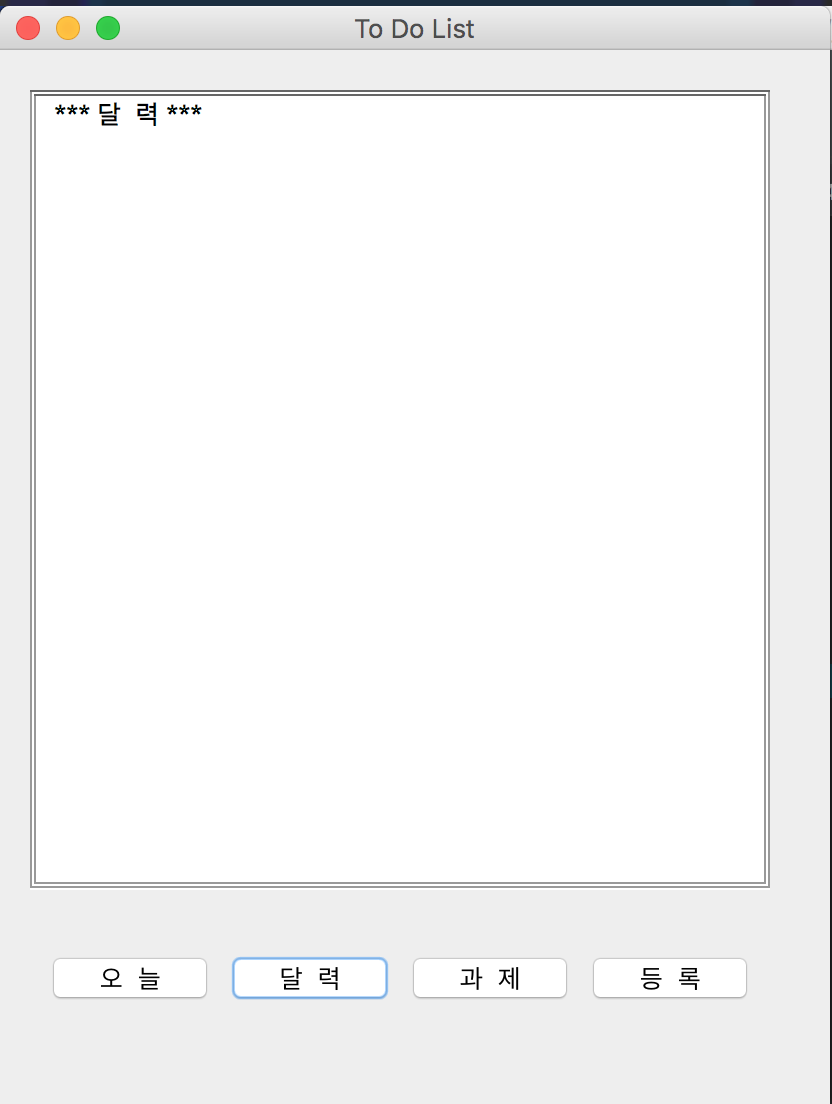 To Do List
*** 달 력 ***
오 늘
달 력
과 제
등 록